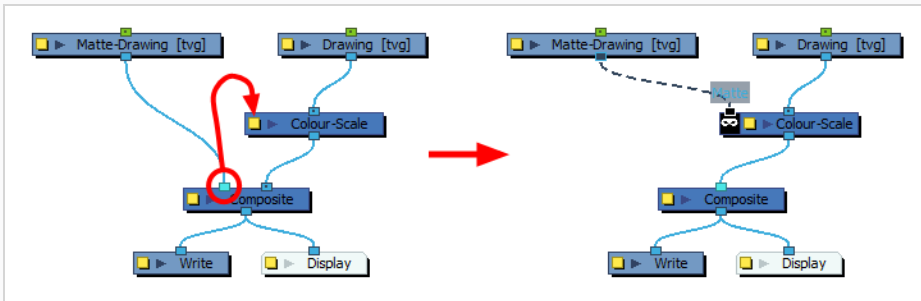 Matte-Drawing [tvg]
Drawing [tvg]
Colour-Scale
Composite
Write
Display
Matte-Drawing [tvg]
Drawing [tvg]
Matte
Colour-Scale
Composite
Write
Display